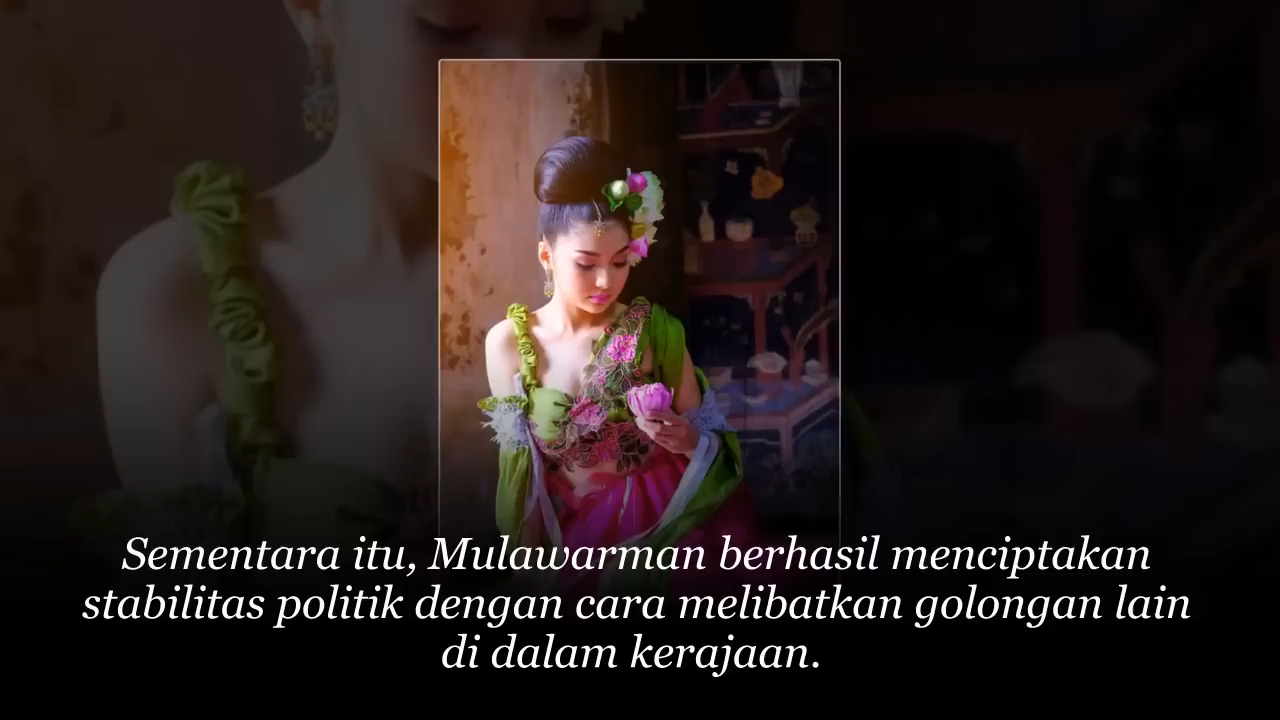 Sementara itu, Mulawarman berhasil menciptakan
stabilitas politik dengan cara melibatkan golongan lain
di dalam kerajaan.